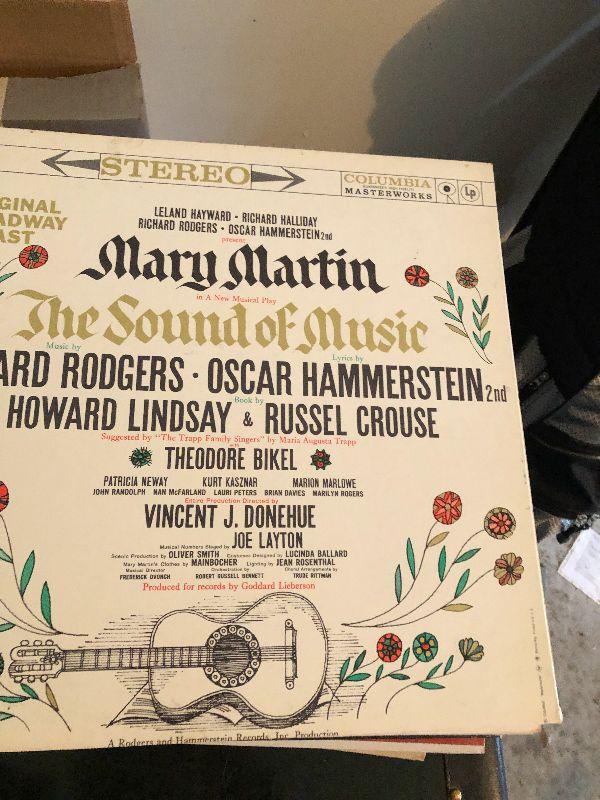 STEREO
COLUMBIA
MASTERWORKS
Lp
GINAL
ADWAY
AST
LELAND HAYWARD · RICHARD HALLIDAY
RICHARD RODGERS · OSCAR HAMMERSTEIN 2nd
present
Mary Martin
in A New Musical Play
The Sound of Music
Music by Lyrics by
ARD RODGERS · OSCAR HAMMERSTEIN 2nd
Book by
HOWARD LINDSAY & RUSSEL CROUSE
Suggested by "The Trapp Family Singers" by Maria Augusta Trapp
with
THEODORE BIKEL
PATRICIA NEWAY KURT KASZNAR MARION MARLOWE
JOHN RANDOLPH NAN McFARLAND LAURI PETERS BRIAN DAVIES MARILYN ROGERS
Entire Production Directed by
VINCENT J. DONEHUE
Musical Numbers Staged by JOE LAYTON
Scenic Production by OLIVER SMITH Costumes Designed by LUCINDA BALLARD
Mary Martin's Clothes by MAINBOCHER Lighting by JEAN ROSENTHAL
Musical Director Orchestration by Choral Arrangements by
FREDERICK DVONCH ROBERT RUSSELL BENNETT TRUDE RITTMAN
Produced for records by Goddard Lieberson
A Rodgers and Hammerstein Records, Inc. Production